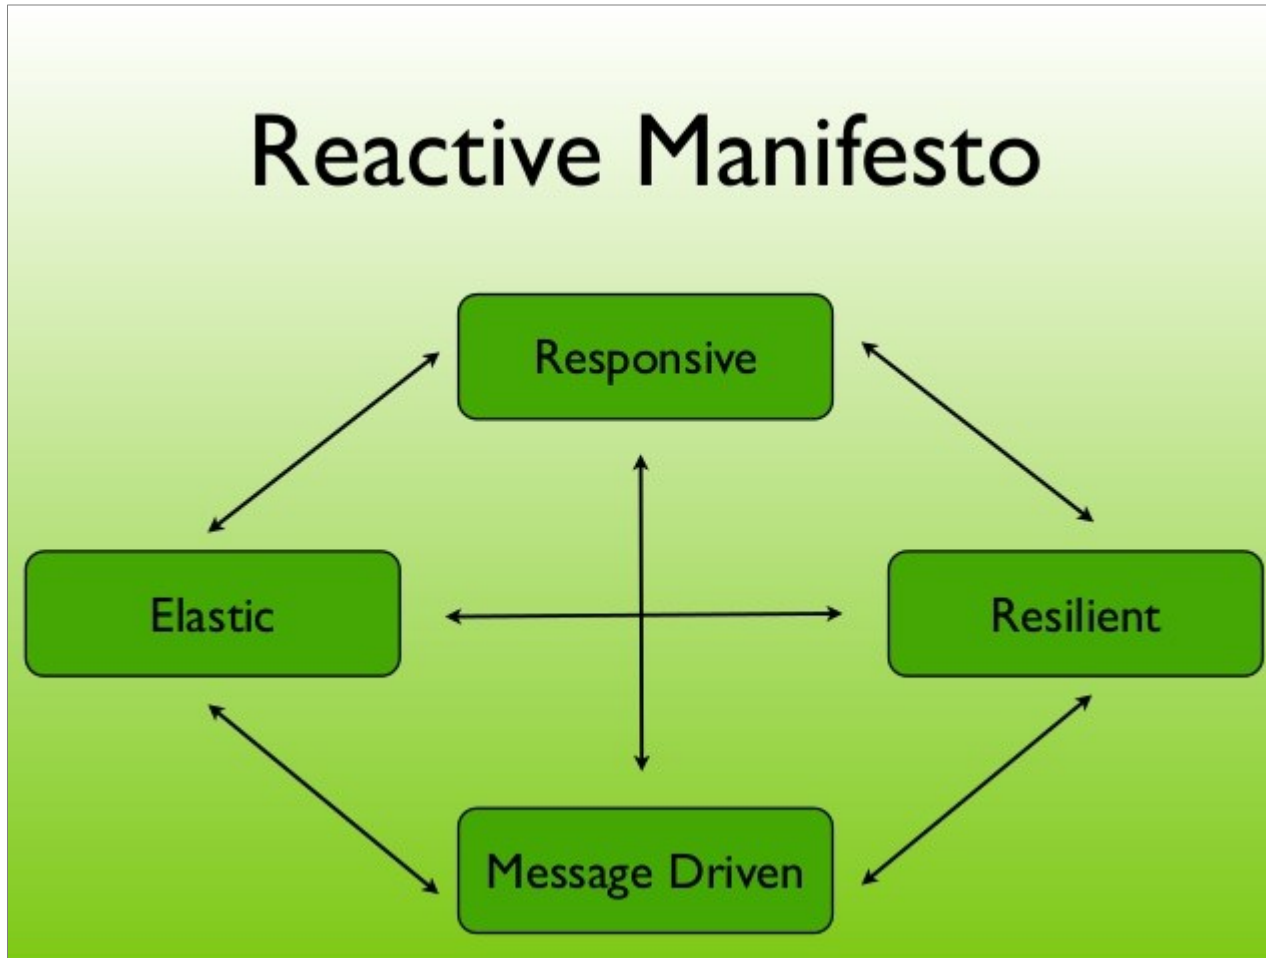 Reactive Manifesto
Responsive
Elastic
Resilient
Message Driven